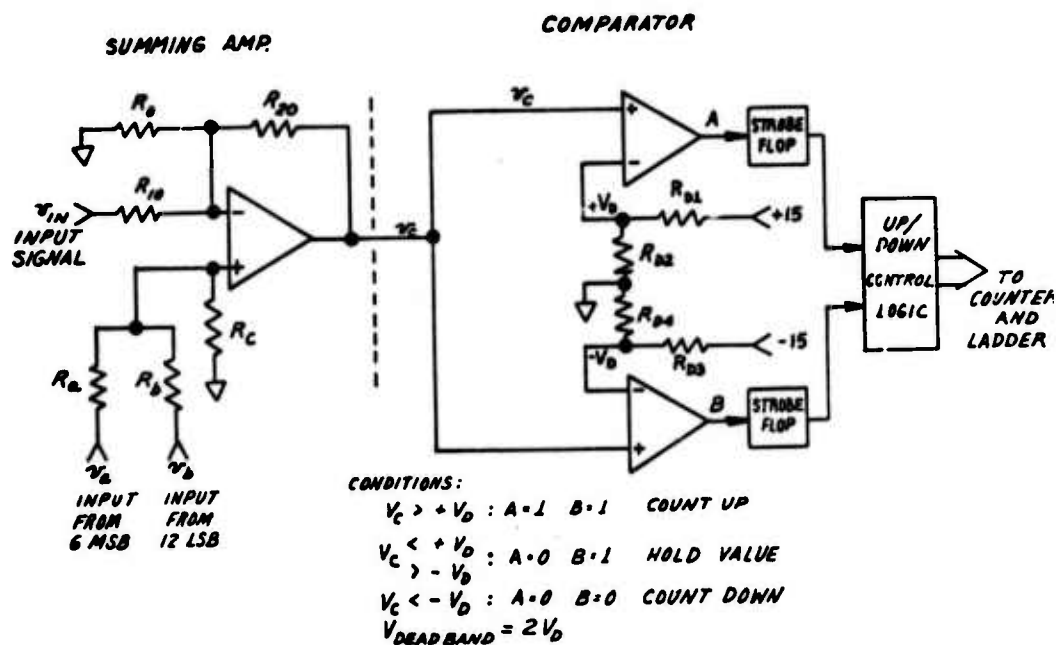 SUMMING AMP.
COMPARATOR
R0
R20
R10
vIN
INPUT
SIGNAL
Ra
Rb
RC
va
vb
INPUT
FROM
6 MSB
INPUT
FROM
12 LSB
vC
vC
+
-
-
+
A
STROBE
FLOP
+VD
RD1
+15
RD2
RD4
-VD
RD3
-15
-
+
B
STROBE
FLOP
UP/
DOWN
CONTROL
LOGIC
TO
COUNTER
AND
LADDER
CONDITIONS:
VC > + VD : A=1 B=1 COUNT UP
VC < + VD
> - VD : A=0 B=1 HOLD VALUE
VC < - VD : A=0 B=0 COUNT DOWN
VDEAD BAND = 2VD